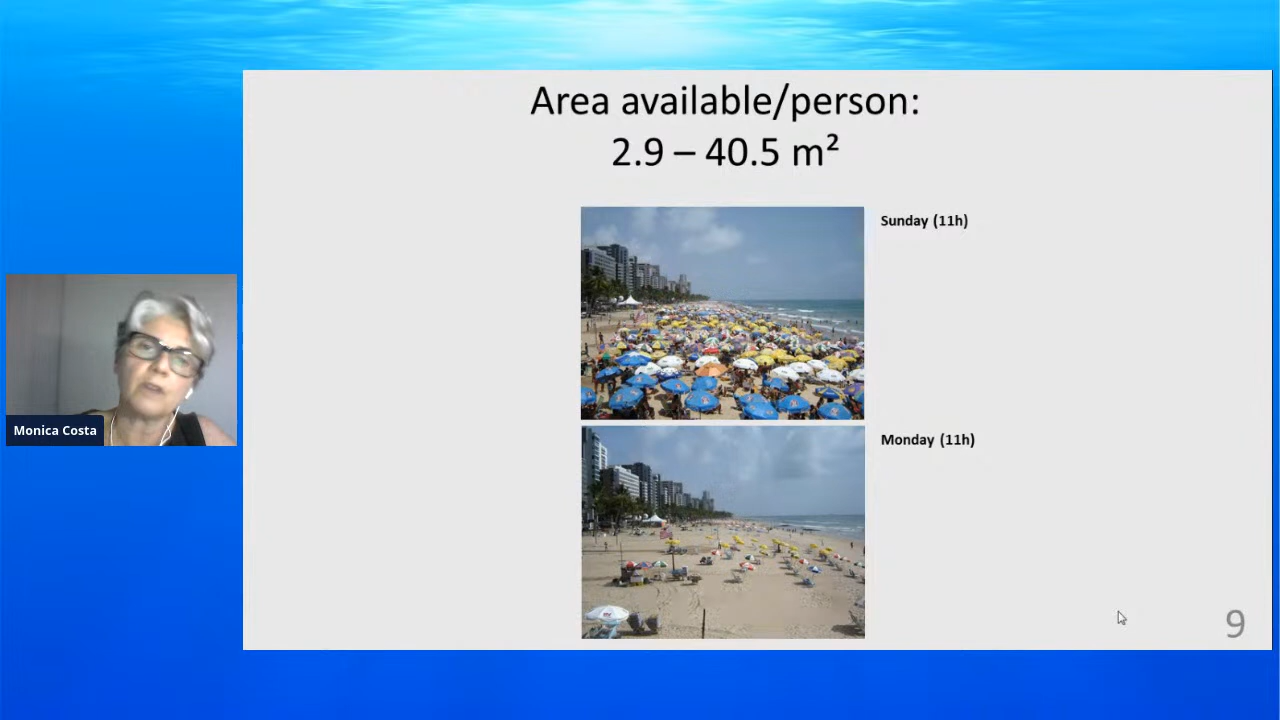 Area available/person:
2.9 – 40.5 m²
Sunday (11h)
Monica Costa
Monday (11h)
9